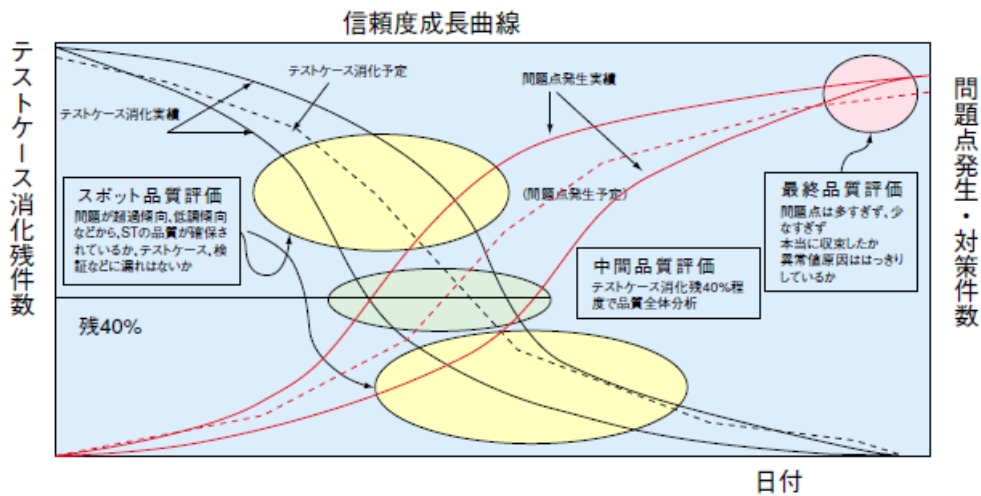 信頼度成長曲線
テストケース消化残件数
テストケース消化予定
問題点発生実績
テストケース消化実績
スポット品質評価
問題が超過傾向、低調傾向
などから、STの品質が確保さ
れているか、テストケース、検
証などに漏れはないか
(問題点発生予定)
最終品質評価
問題点は多すぎず、少
なすぎず
本当に収束したか
異常値原因ははっきり
しているか
中間品質評価
テストケース消化残40%程
度で品質全体分析
残40%
問題点発生・対策件数
日付